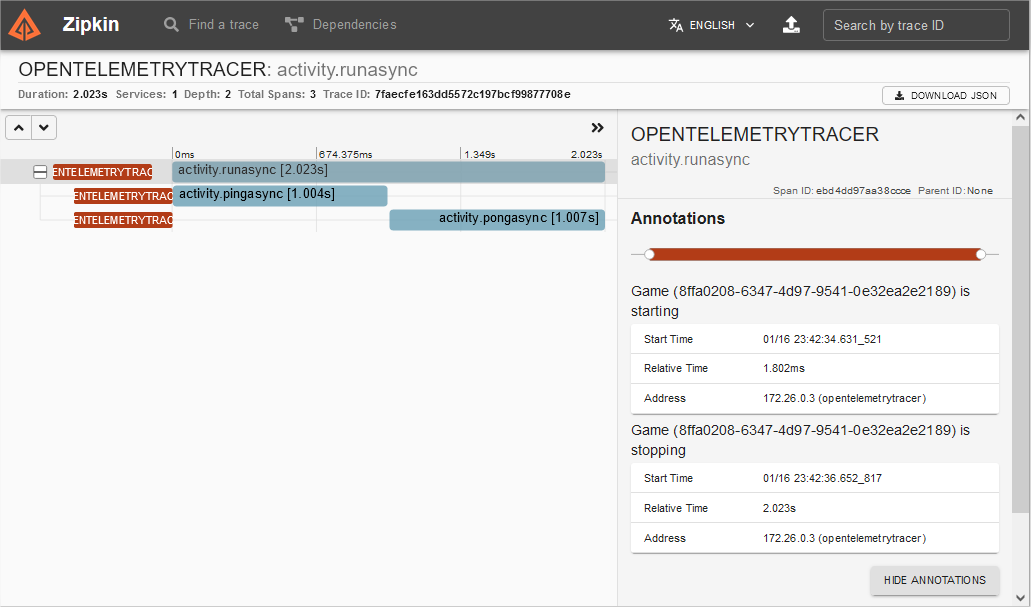 Zipkin
Find a trace
Dependencies
ENGLISH
Search by trace ID
OPENTELEMETRYTRACER: activity.runasync
Duration: 2.023s Services: 1 Depth: 2 Total Spans: 3 Trace ID: 7faecfe163dd5572c197bcf99877708e
DOWNLOAD JSON
0ms
674.375ms
1.349s
2.023s
ENTELEMETRYTRAC
activity.runasync [2.023s]
ENTELEMETRYTRAC
activity.pingasync [1.004s]
ENTELEMETRYTRAC
activity.pongasync [1.007s]
OPENTELEMETRYTRACER
activity.runasync
Span ID: ebd4dd97aa38ccce Parent ID: None
Annotations
Game (8ffa0208-6347-4d97-9541-0e32ea2e2189) is
starting
Start Time 01/16 23:42:34.631_521
Relative Time 1.802ms
Address 172.26.0.3 (opentelemetrytracer)
Game (8ffa0208-6347-4d97-9541-0e32ea2e2189) is
stopping
Start Time 01/16 23:42:36.652_817
Relative Time 2.023s
Address 172.26.0.3 (opentelemetrytracer)
HIDE ANNOTATIONS